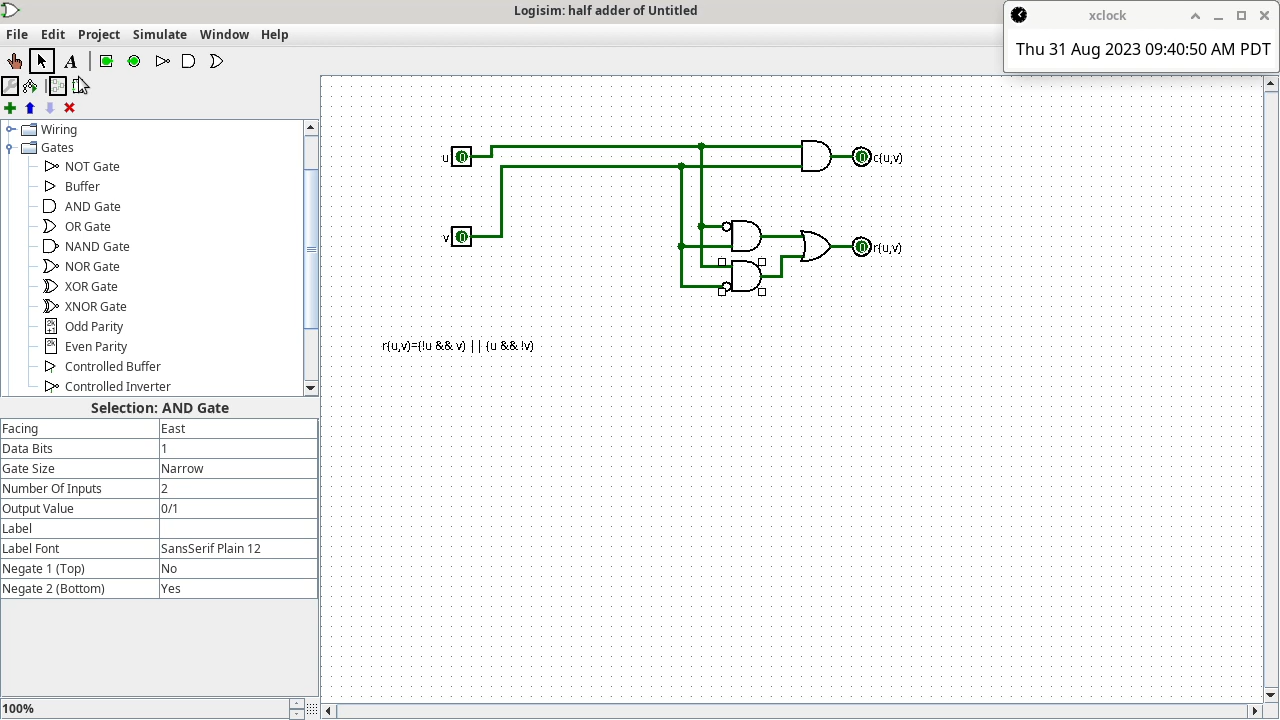 Logisim: half adder of Untitled
xclock
Thu 31 Aug 2023 09:40:50 AM PDT
File Edit Project Simulate Window Help
A
Wiring
Gates
NOT Gate
Buffer
AND Gate
OR Gate
NAND Gate
NOR Gate
XOR Gate
XNOR Gate
Odd Parity
Even Parity
Controlled Buffer
Controlled Inverter
Selection: AND Gate
Facing East
Data Bits 1
Gate Size Narrow
Number Of Inputs 2
Output Value 0/1
Label
Label Font SansSerif Plain 12
Negate 1 (Top) No
Negate 2 (Bottom) Yes
100%
u
c(u,v)
v
r(u,v)
r(u,v)=(!u && v) || (u && !v)